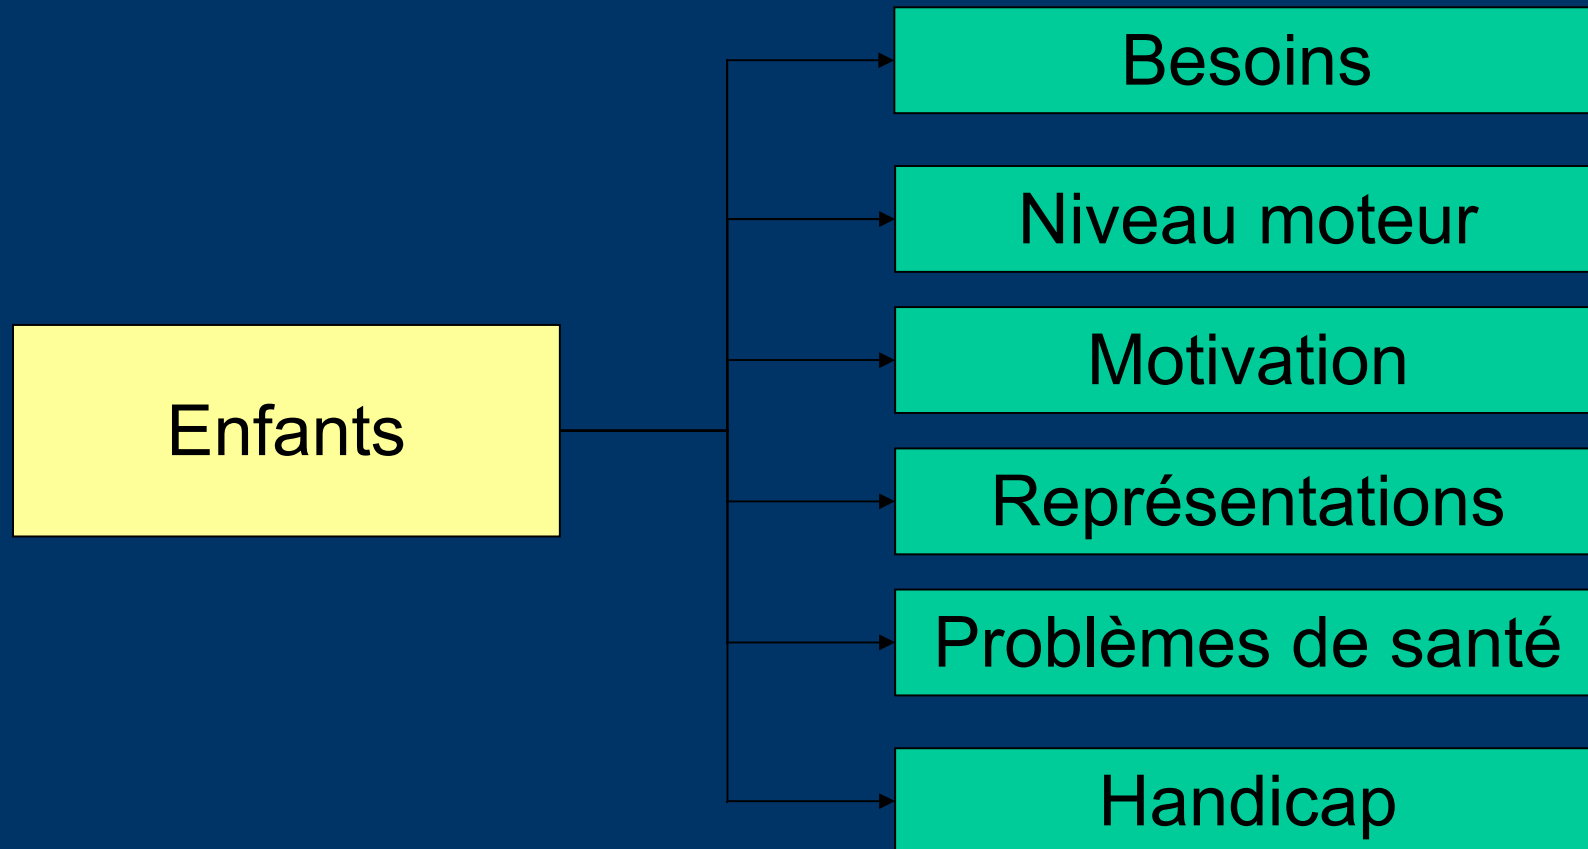 Enfants
Besoins
Niveau moteur
Motivation
Représentations
Problèmes de santé
Handicap